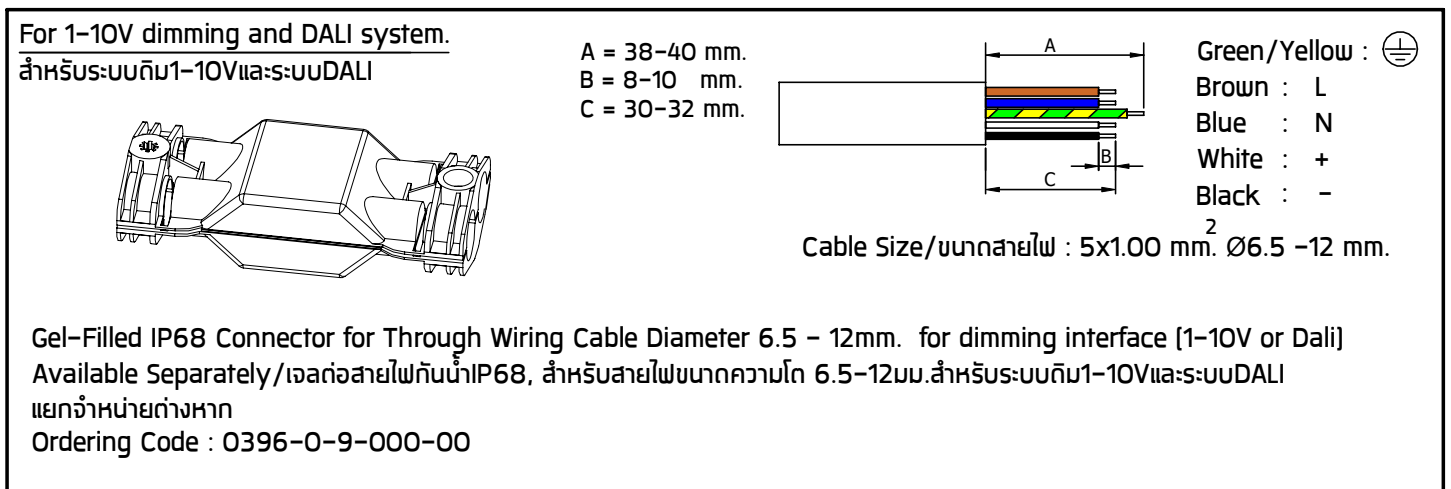 For 1-10V dimming and DALI system.
สำหรับระบบดิม1-10VและระบบDALI
A = 38-40 mm.
B = 8-10 mm.
C = 30-32 mm.
A
B
C
Green/Yellow :
Brown : L
Blue : N
White : +
Black : -
Cable Size/ขนาดสายไฟ : 5x1.00 mm.² Ø6.5 -12 mm.
Gel-Filled IP68 Connector for Through Wiring Cable Diameter 6.5 - 12mm. for dimming interface (1-10V or Dali)
Available Separately/เจลต่อสายไฟกันน้ำIP68, สำหรับสายไฟขนาดความโต 6.5-12มม.สำหรับระบบดิม1-10VและระบบDALI
แยกจำหน่ายต่างหาก
Ordering Code : 0396-0-9-000-00